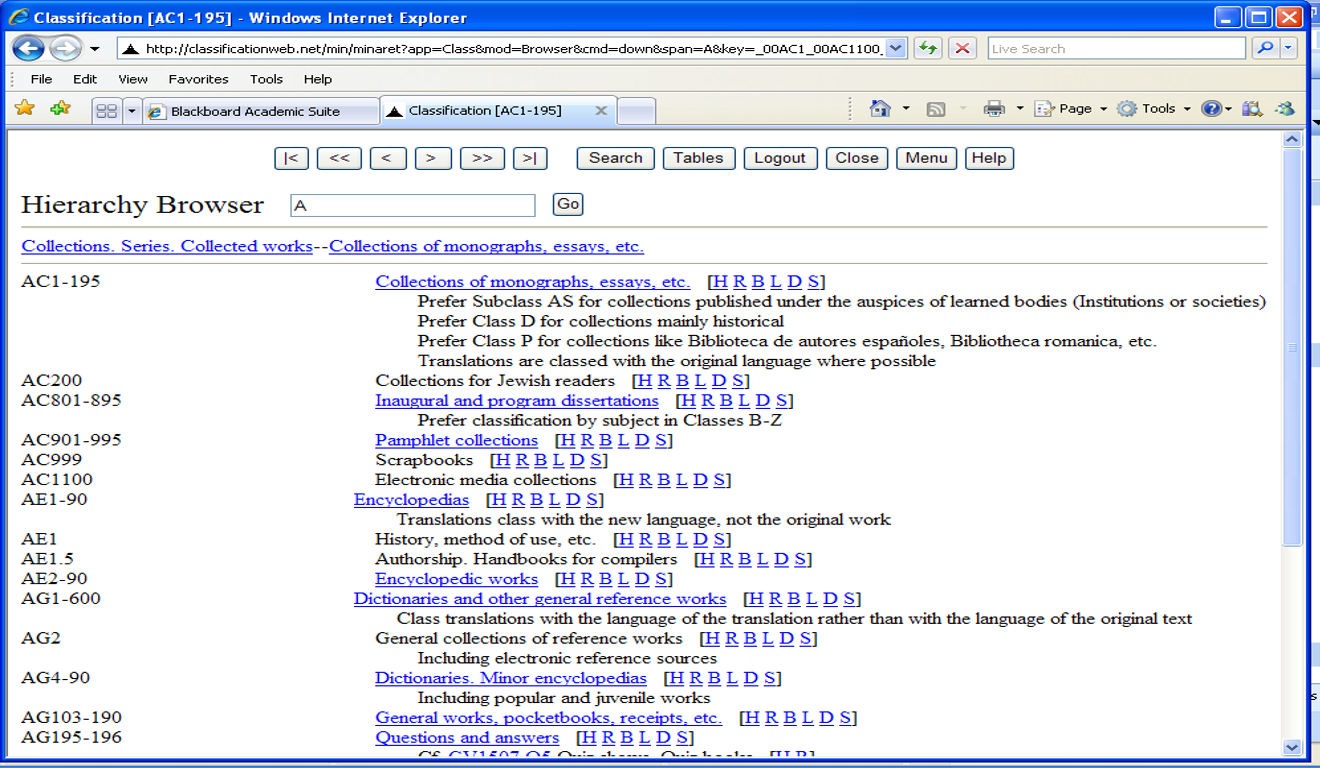 Classification [AC1-195] - Windows Internet Explorer
http://classificationweb.net/min/minaret?app=Class&mod=Browser&cmd=down&span=A&key=_00AC1_00AC1100_
Live Search
File Edit View Favorites Tools Help
Blackboard Academic Suite
Classification [AC1-195]
Page Tools
|< << < > >> >| Search Tables Logout Close Menu Help
Hierarchy Browser A Go
Collections. Series. Collected works--Collections of monographs, essays, etc.
AC1-195 Collections of monographs, essays, etc. [H R B L D S]
Prefer Subclass AS for collections published under the auspices of learned bodies (Institutions or societies)
Prefer Class D for collections mainly historical
Prefer Class P for collections like Biblioteca de autores españoles, Bibliotheca romanica, etc.
Translations are classed with the original language where possible
AC200 Collections for Jewish readers [H R B L D S]
AC801-895 Inaugural and program dissertations [H R B L D S]
Prefer classification by subject in Classes B-Z
AC901-995 Pamphlet collections [H R B L D S]
AC999 Scrapbooks [H R B L D S]
AC1100 Electronic media collections [H R B L D S]
AE1-90 Encyclopedias [H R B L D S]
Translations class with the new language, not the original work
AE1 History, method of use, etc. [H R B L D S]
AE1.5 Authorship. Handbooks for compilers [H R B L D S]
AE2-90 Encyclopedic works [H R B L D S]
AG1-600 Dictionaries and other general reference works [H R B L D S]
Class translations with the language of the translation rather than with the language of the original text
AG2 General collections of reference works [H R B L D S]
Including electronic reference sources
AG4-90 Dictionaries. Minor encyclopedias [H R B L D S]
Including popular and juvenile works
AG103-190 General works, pocketbooks, receipts, etc. [H R B L D S]
AG195-196 Questions and answers [H R B L D S]
Cf. GV1507.Q5 Quiz shows, Quiz books [H R]